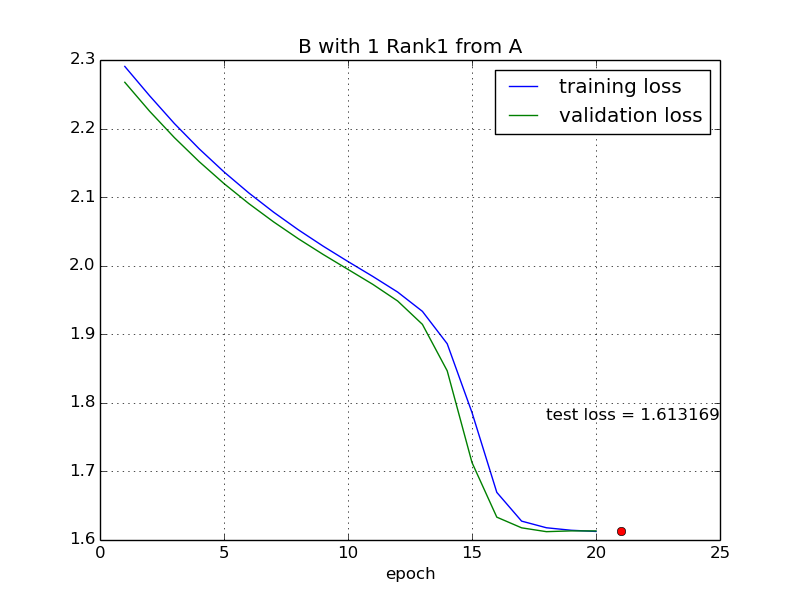 B with 1 Rank1 from A
2.3
2.2
2.1
2.0
1.9
1.8
1.7
1.6
training loss
validation loss
test loss = 1.613169
0 5 10 15 20 25
epoch